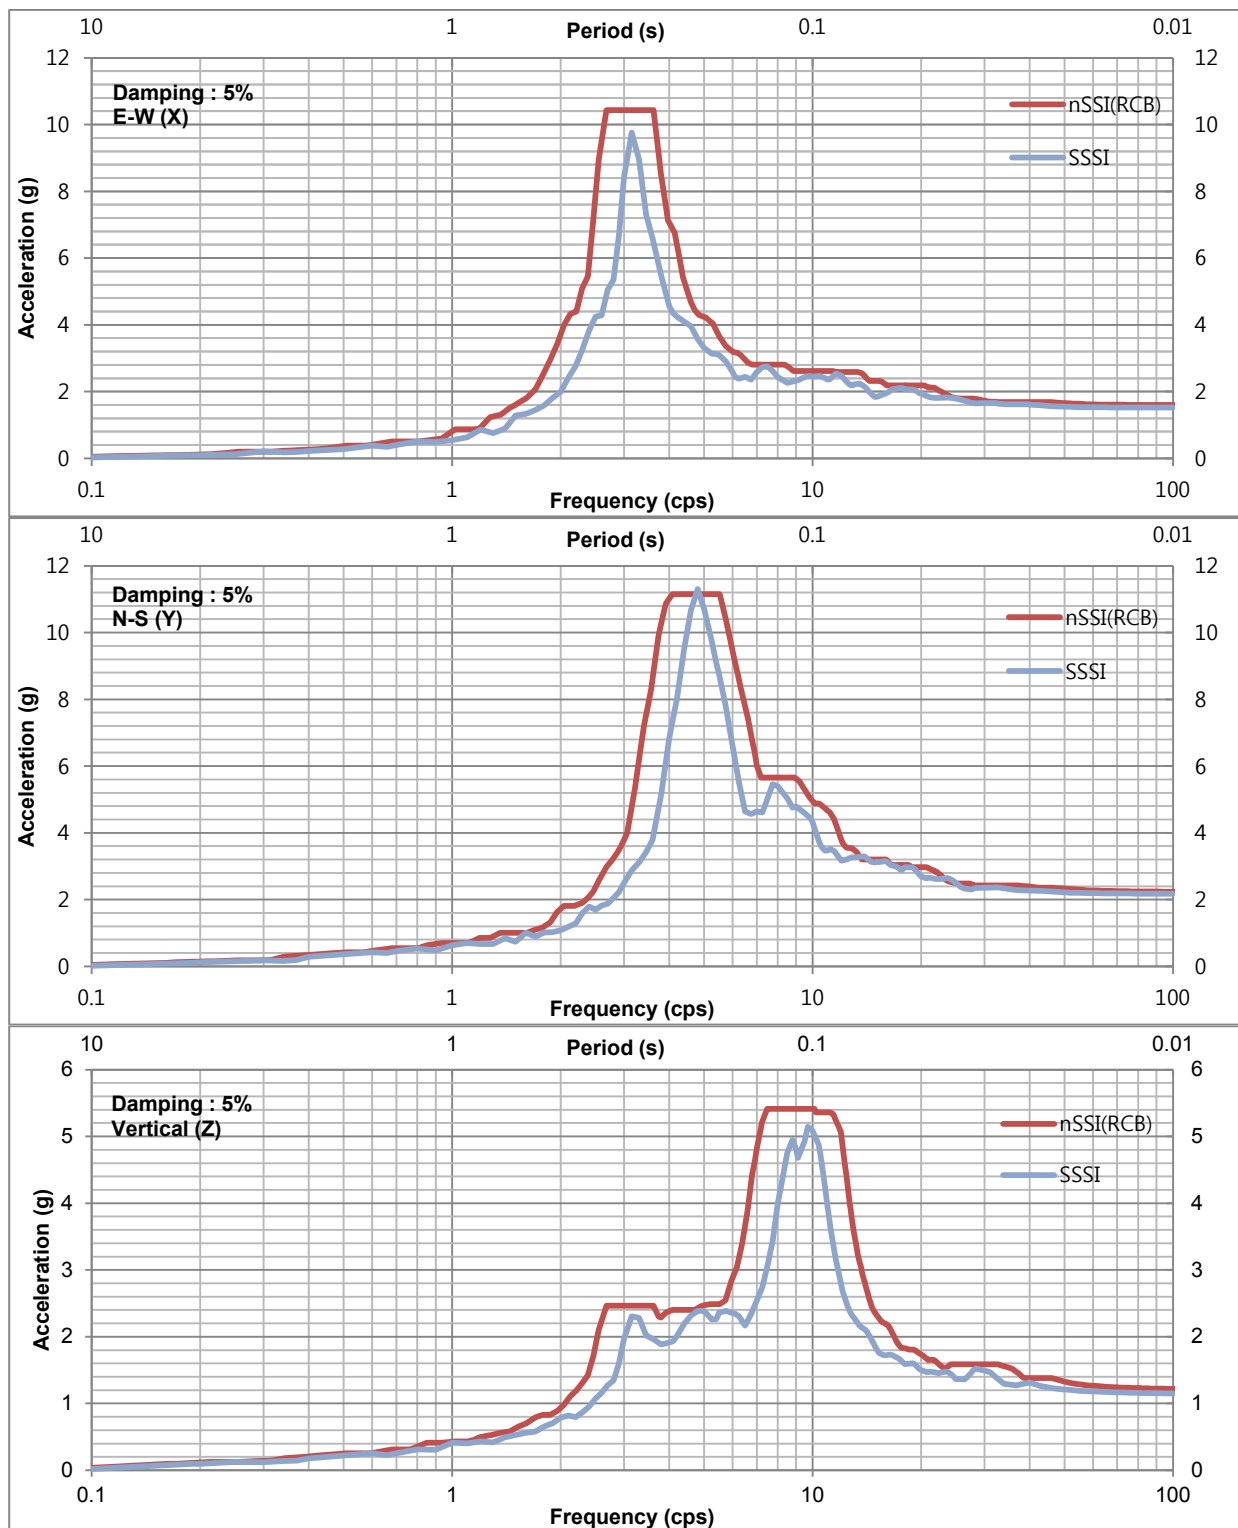 10 1 Period (s) 0.1 0.01
12 12
Damping : 5%
E-W (X)
nSSI(RCB)
10 10
SSSI
8 8
Acceleration (g)
6 6
4 4
2 2
0 0
0.1 1 10 100
Frequency (cps)
10 1 Period (s) 0.1 0.01
12 12
Damping : 5%
N-S (Y)
nSSI(RCB)
10 10
SSSI
8 8
Acceleration (g)
6 6
4 4
2 2
0 0
0.1 1 10 100
Frequency (cps)
10 1 Period (s) 0.1 0.01
6 6
Damping : 5%
Vertical (Z)
nSSI(RCB)
5 5
SSSI
4 4
Acceleration (g)
3 3
2 2
1 1
0 0
0.1 1 10 100
Frequency (cps)